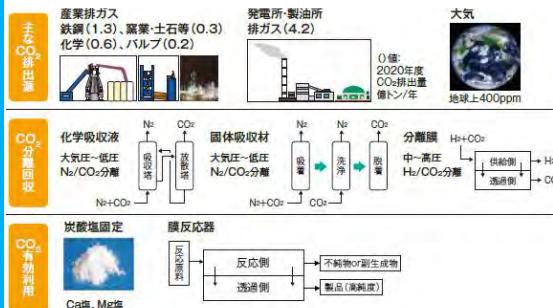 主なCO₂排出源
産業排ガス
鉄鋼(1.3)、窯業・土石等(0.3)
化学(0.6)、パルプ(0.2)
発電所・製油所
排ガス(4.2)
()値:
2020年度
CO₂排出量
億トン/年
大気
地球上400ppm
CO₂分離回収
化学吸収液
大気圧~低圧
N₂/CO₂分離
N₂
CO₂
吸収塔
放散塔
N₂+CO₂
固体吸収材
大気圧~低圧
N₂/CO₂分離
N₂
N₂
CO₂
吸着
洗浄
脱着
N₂+CO₂
CO₂
分離膜
中~高圧
H₂/CO₂分離
H₂+CO₂
供給側
透過側
CO₂有効利用
炭酸塩固定
Ca塩、Mg塩
膜反応器
反応原料
反応側
透過側
不純物or副生成物
製品(高純度)